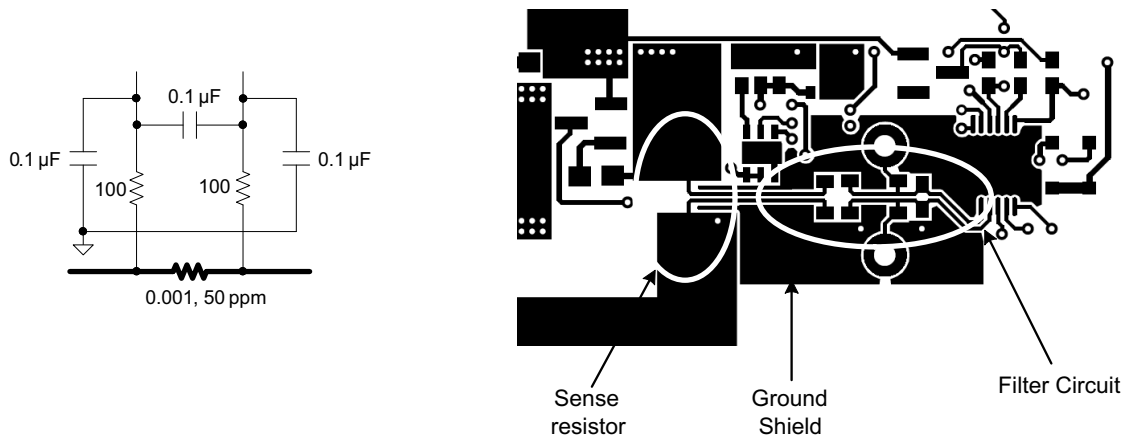 0.1 µF
0.1 µF
0.1 µF
100
100
0.001, 50 ppm
Sense
resistor
Ground
Shield
Filter Circuit